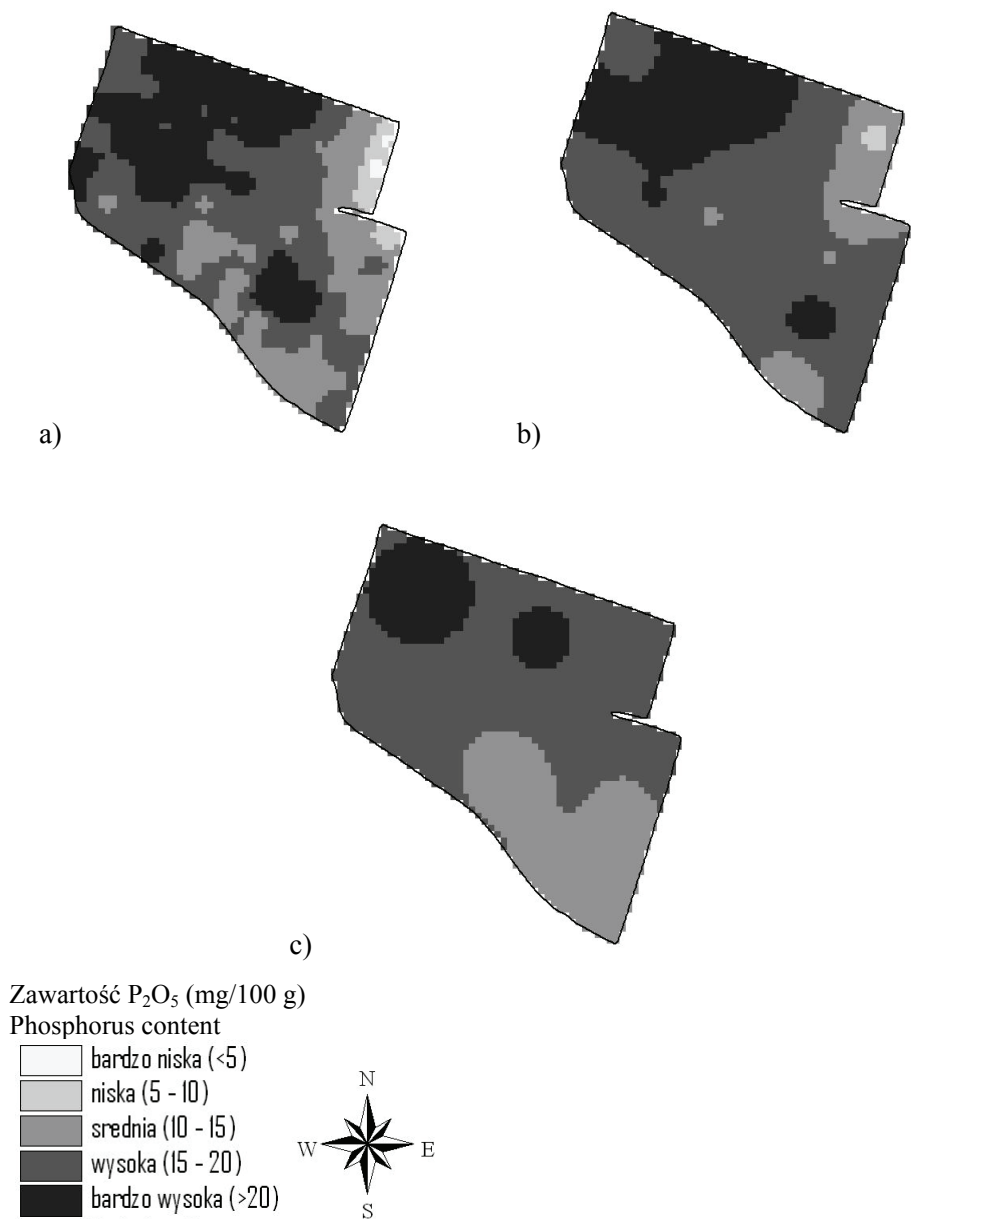 a)
b)
c)
Zawartość P₂O₅ (mg/100 g)
Phosphorus content
bardzo niska (<5)
niska (5 - 10)
srednia (10 - 15)
wysoka (15 - 20)
bardzo wysoka (>20)
N
W E
S